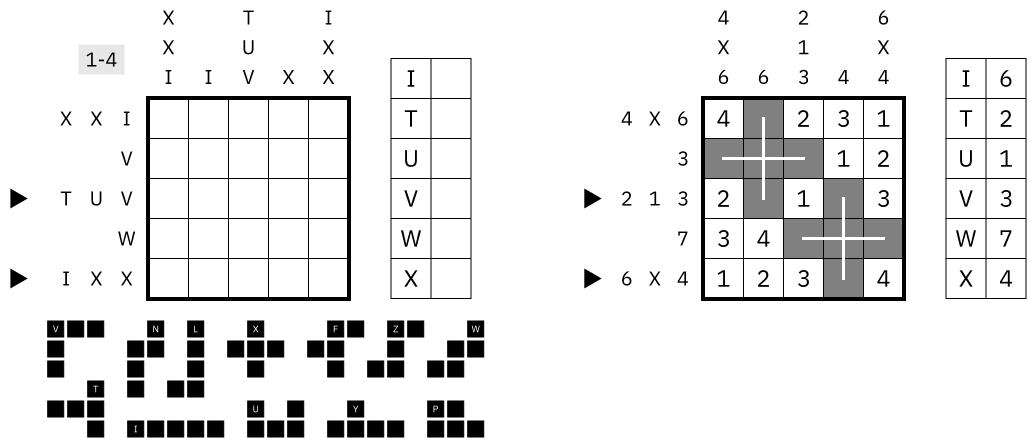 X T I
X U X
1-4
I I V X X
X X I
V
T U V
W
I X X
I
T
U
V
W
X
V N L X F Z W
T
U Y P
I
4 2 6
X 1 X
6 6 3 4 4
4 X 6 4 2 3 1
3 1 2
2 1 3 2 1 3
7 3 4
6 X 4 1 2 3 4
I 6
T 2
U 1
V 3
W 7
X 4